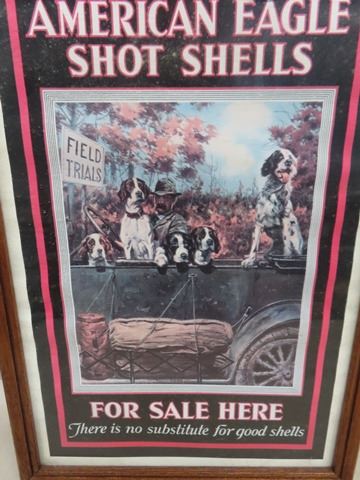 AMERICAN EAGLE
SHOT SHELLS
FIELD
TRIALS
FOR SALE HERE
There is no substitute for good shells